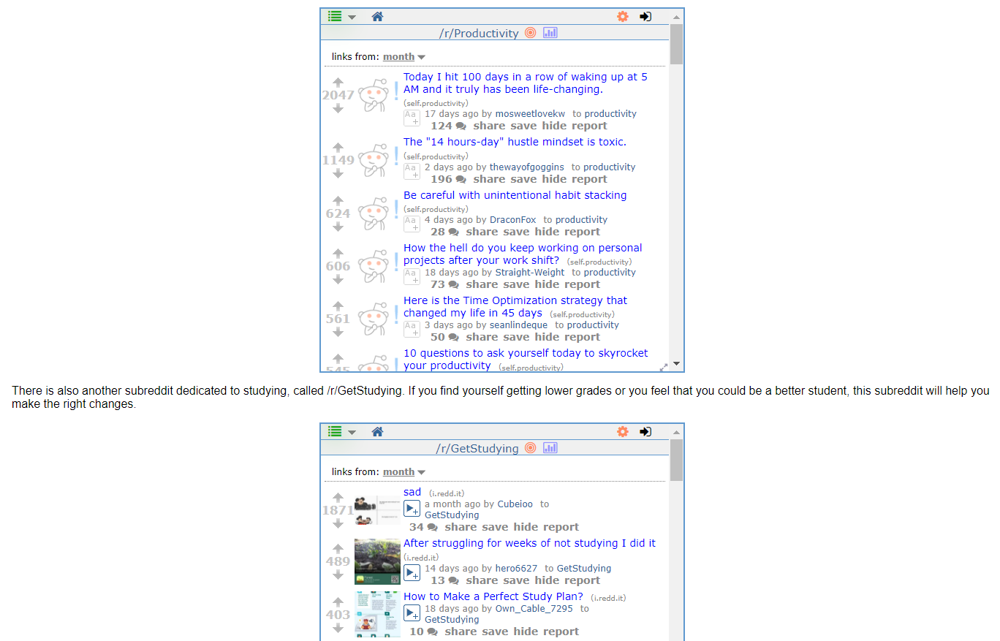 /r/Productivity
links from: month
2047
Today I hit 100 days in a row of waking up at 5
AM and it truly has been life-changing.
(self.productivity)
Aa+ 17 days ago by mosweetlovekw to productivity
124 share save hide report
1149
The "14 hours-day" hustle mindset is toxic.
(self.productivity)
Aa+ 2 days ago by thewayofgoggins to productivity
196 share save hide report
624
Be careful with unintentional habit stacking
(self.productivity)
Aa+ 4 days ago by DraconFox to productivity
28 share save hide report
606
How the hell do you keep working on personal
projects after your work shift? (self.productivity)
Aa+ 18 days ago by Straight-Weight to productivity
73 share save hide report
561
Here is the Time Optimization strategy that
changed my life in 45 days (self.productivity)
Aa+ 3 days ago by seanlindeque to productivity
50 share save hide report
545
10 questions to ask yourself today to skyrocket
your productivity (self.productivity)
There is also another subreddit dedicated to studying, called /r/GetStudying. If you find yourself getting lower grades or you feel that you could be a better student, this subreddit will help you
make the right changes.
/r/GetStudying
links from: month
1871
sad (i.redd.it)
a month ago by Cubeioo to
GetStudying
34 share save hide report
489
After struggling for weeks of not studying I did it
(i.redd.it)
14 days ago by hero6627 to GetStudying
13 share save hide report
403
How to Make a Perfect Study Plan? (i.redd.it)
18 days ago by Own_Cable_7295 to
GetStudying
10 share save hide report